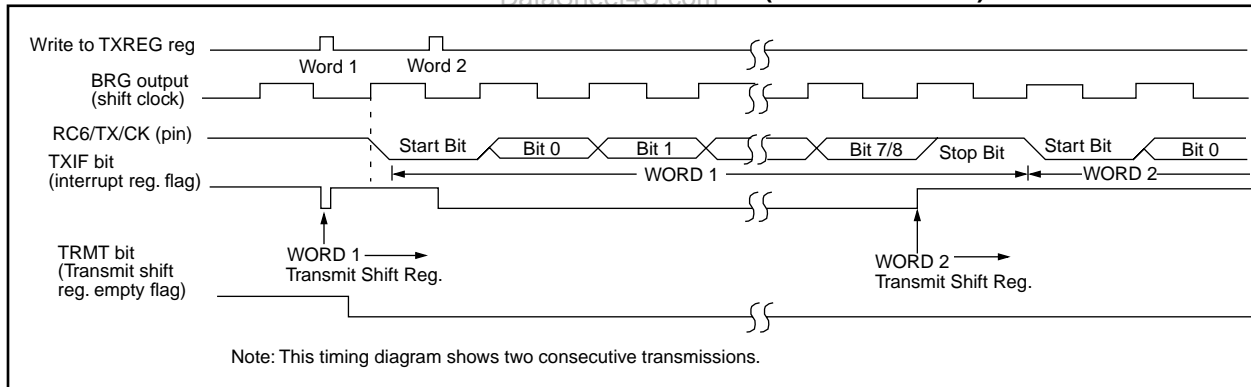 DataSheet4U.com
Write to TXREG reg
Word 1
Word 2
BRG output
(shift clock)
RC6/TX/CK (pin)
Start Bit
Bit 0
Bit 1
Bit 7/8
Stop Bit
Start Bit
Bit 0
TXIF bit
(interrupt reg. flag)
WORD 1
WORD 2
TRMT bit
(Transmit shift
reg. empty flag)
WORD 1
Transmit Shift Reg.
WORD 2
Transmit Shift Reg.
Note: This timing diagram shows two consecutive transmissions.